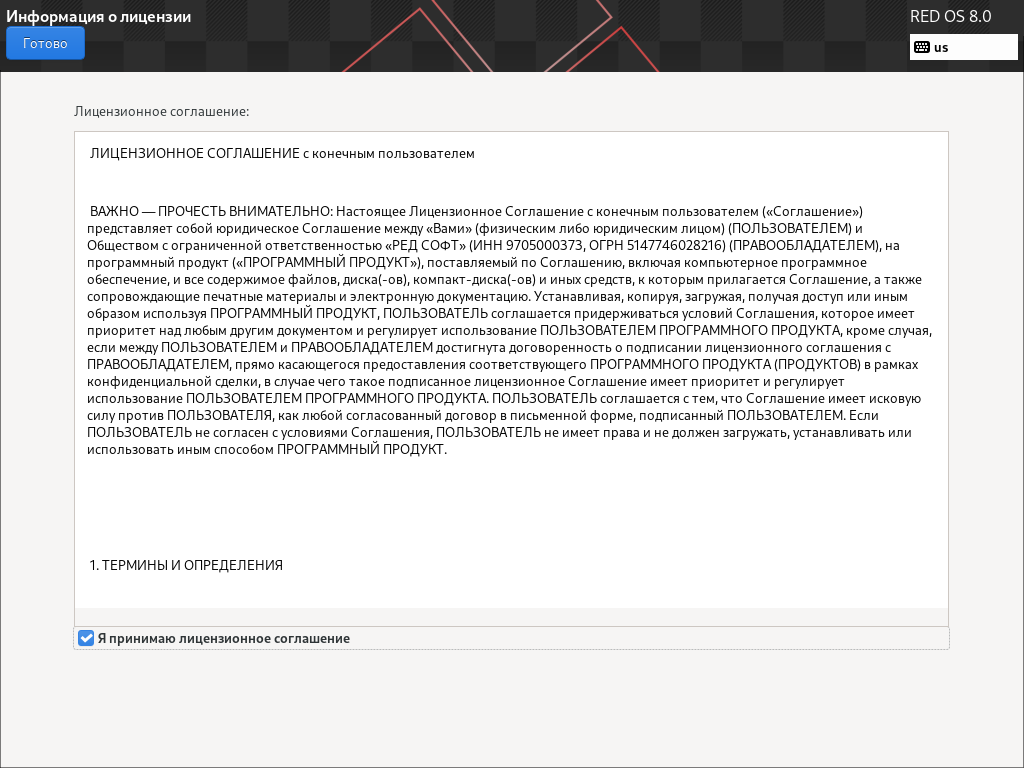 Информация о лицензии
RED OS 8.0
Готово
us
Лицензионное соглашение:
ЛИЦЕНЗИОННОЕ СОГЛАШЕНИЕ с конечным пользователем
ВАЖНО — ПРОЧЕСТЬ ВНИМАТЕЛЬНО: Настоящее Лицензионное Соглашение с конечным пользователем («Соглашение»)
представляет собой юридическое Соглашение между «Вами» (физическим либо юридическим лицом) (ПОЛЬЗОВАТЕЛЕМ) и
Обществом с ограниченной ответственностью «РЕД СОФТ» (ИНН 9705000373, ОГРН 5147746028216) (ПРАВООБЛАДАТЕЛЕМ), на
программный продукт («ПРОГРАММНЫЙ ПРОДУКТ»), поставляемый по Соглашению, включая компьютерное программное
обеспечение, и все содержимое файлов, диска(-ов), компакт-диска(-ов) и иных средств, к которым прилагается Соглашение, а также
сопровождающие печатные материалы и электронную документацию. Устанавливая, копируя, загружая, получая доступ или иным
образом используя ПРОГРАММНЫЙ ПРОДУКТ, ПОЛЬЗОВАТЕЛЬ соглашается придерживаться условий Соглашения, которое имеет
приоритет над любым другим документом и регулирует использование ПОЛЬЗОВАТЕЛЕМ ПРОГРАММНОГО ПРОДУКТА, кроме случая,
если между ПОЛЬЗОВАТЕЛЕМ и ПРАВООБЛАДАТЕЛЕМ достигнута договоренность о подписании лицензионного соглашения с
ПРАВООБЛАДАТЕЛЕМ, прямо касающегося предоставления соответствующего ПРОГРАММНОГО ПРОДУКТА (ПРОДУКТОВ) в рамках
конфиденциальной сделки, в случае чего такое подписанное лицензионное Соглашение имеет приоритет и регулирует
использование ПОЛЬЗОВАТЕЛЕМ ПРОГРАММНОГО ПРОДУКТА. ПОЛЬЗОВАТЕЛЬ соглашается с тем, что Соглашение имеет исковую
силу против ПОЛЬЗОВАТЕЛЯ, как любой согласованный договор в письменной форме, подписанный ПОЛЬЗОВАТЕЛЕМ. Если
ПОЛЬЗОВАТЕЛЬ не согласен с условиями Соглашения, ПОЛЬЗОВАТЕЛЬ не имеет права и не должен загружать, устанавливать или
использовать иным способом ПРОГРАММНЫЙ ПРОДУКТ.
1. ТЕРМИНЫ И ОПРЕДЕЛЕНИЯ
Я принимаю лицензионное соглашение